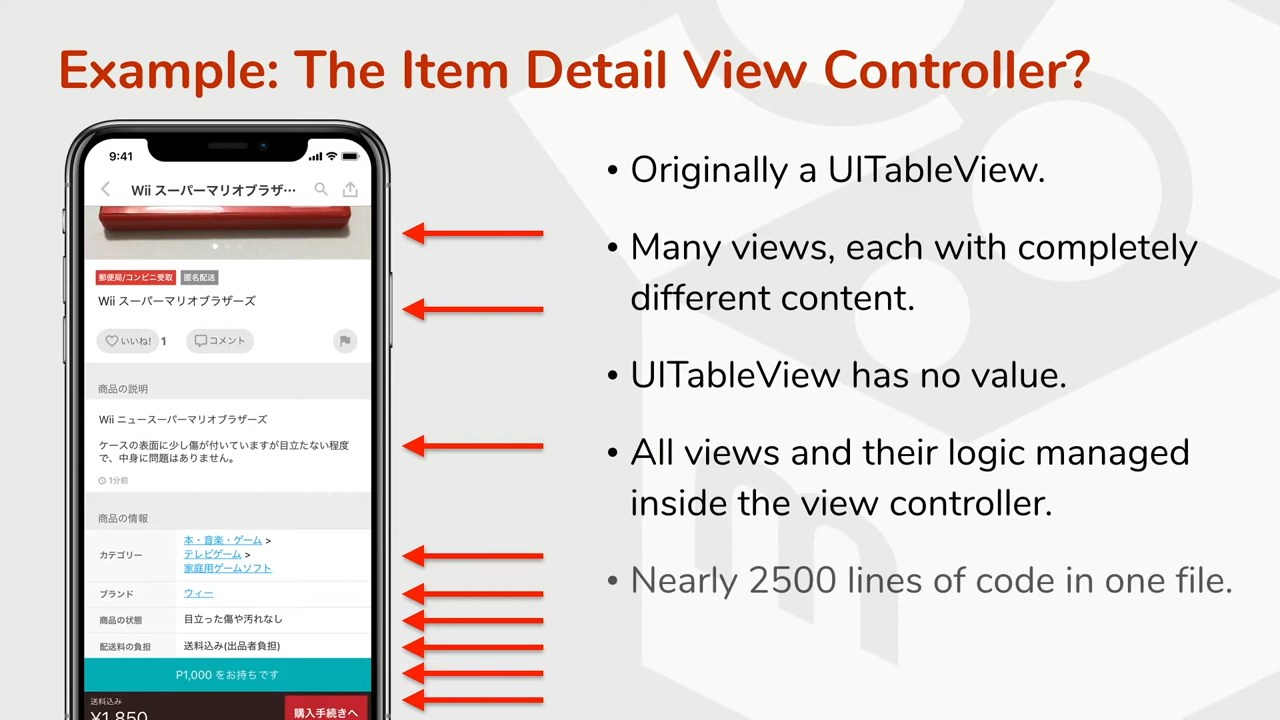 Example: The Item Detail View Controller?
9:41
Wii スーパーマリオブラザ…
郵便局/コンビニ受取 匿名配送
Wii スーパーマリオブラザーズ
いいね! 1 コメント
商品の説明
Wii ニュースーパーマリオブラザーズ
ケースの表面に少し傷が付いていますが目立たない程度
で、中身に問題はありません。
1分前
商品の情報
カテゴリー
本・音楽・ゲーム >
テレビゲーム >
家庭用ゲームソフト
ブランド ウィー
商品の状態 目立った傷や汚れなし
配送料の負担 送料込み(出品者負担)
P1,000 をお持ちです
送料込み
¥1,850
購入手続きへ
• Originally a UITableView.
• Many views, each with completely
different content.
• UITableView has no value.
• All views and their logic managed
inside the view controller.
• Nearly 2500 lines of code in one file.